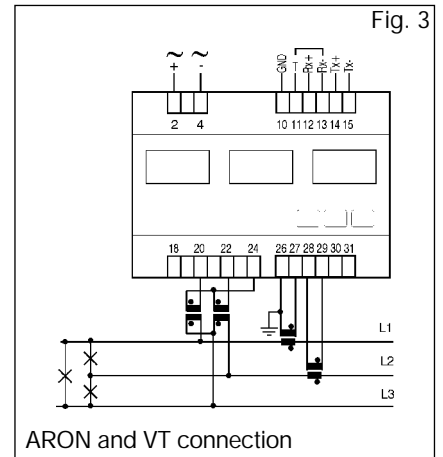 Fig. 3
~ ~
+ -
GND T Rx+ Rx- Tx+ Tx-
2 4 10 11 12 13 14 15
18 20 22 24 26 27 28 29 30 31
L1
L2
L3
ARON and VT connection